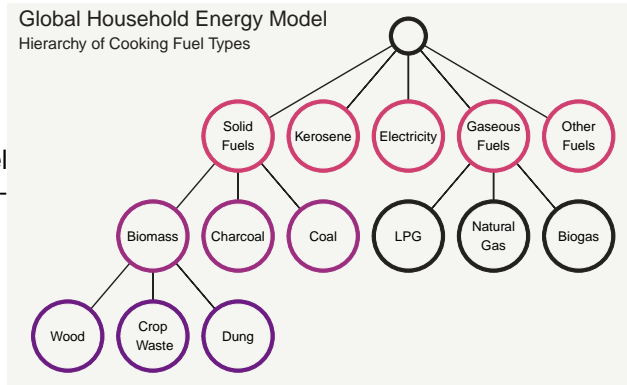 Global Household Energy Model
Hierarchy of Cooking Fuel Types
Solid
Fuels
Kerosene
Electricity
Gaseous
Fuels
Other
Fuels
Biomass
Charcoal
Coal
LPG
Natural
Gas
Biogas
Wood
Crop
Waste
Dung